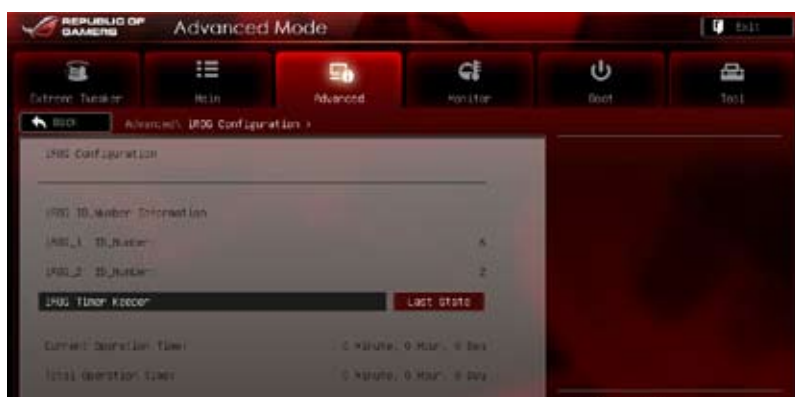 REPUBLIC OF
GAMERS
Advanced Mode
Exit
Extreme Tweaker
Main
Advanced
Monitor
Boot
Tool
Back
Advanced\ iROG Configuration >
iROG Configuration
iROG ID_Number Information
iROG_1 ID_Number: 6
iROG_2 ID_Number: 2
iROG Timer Keeper Last State
Current Operation Time: 0 Minute, 0 Hour, 0 Day
Total Operation Time: 0 Minute, 0 Hour, 0 Day